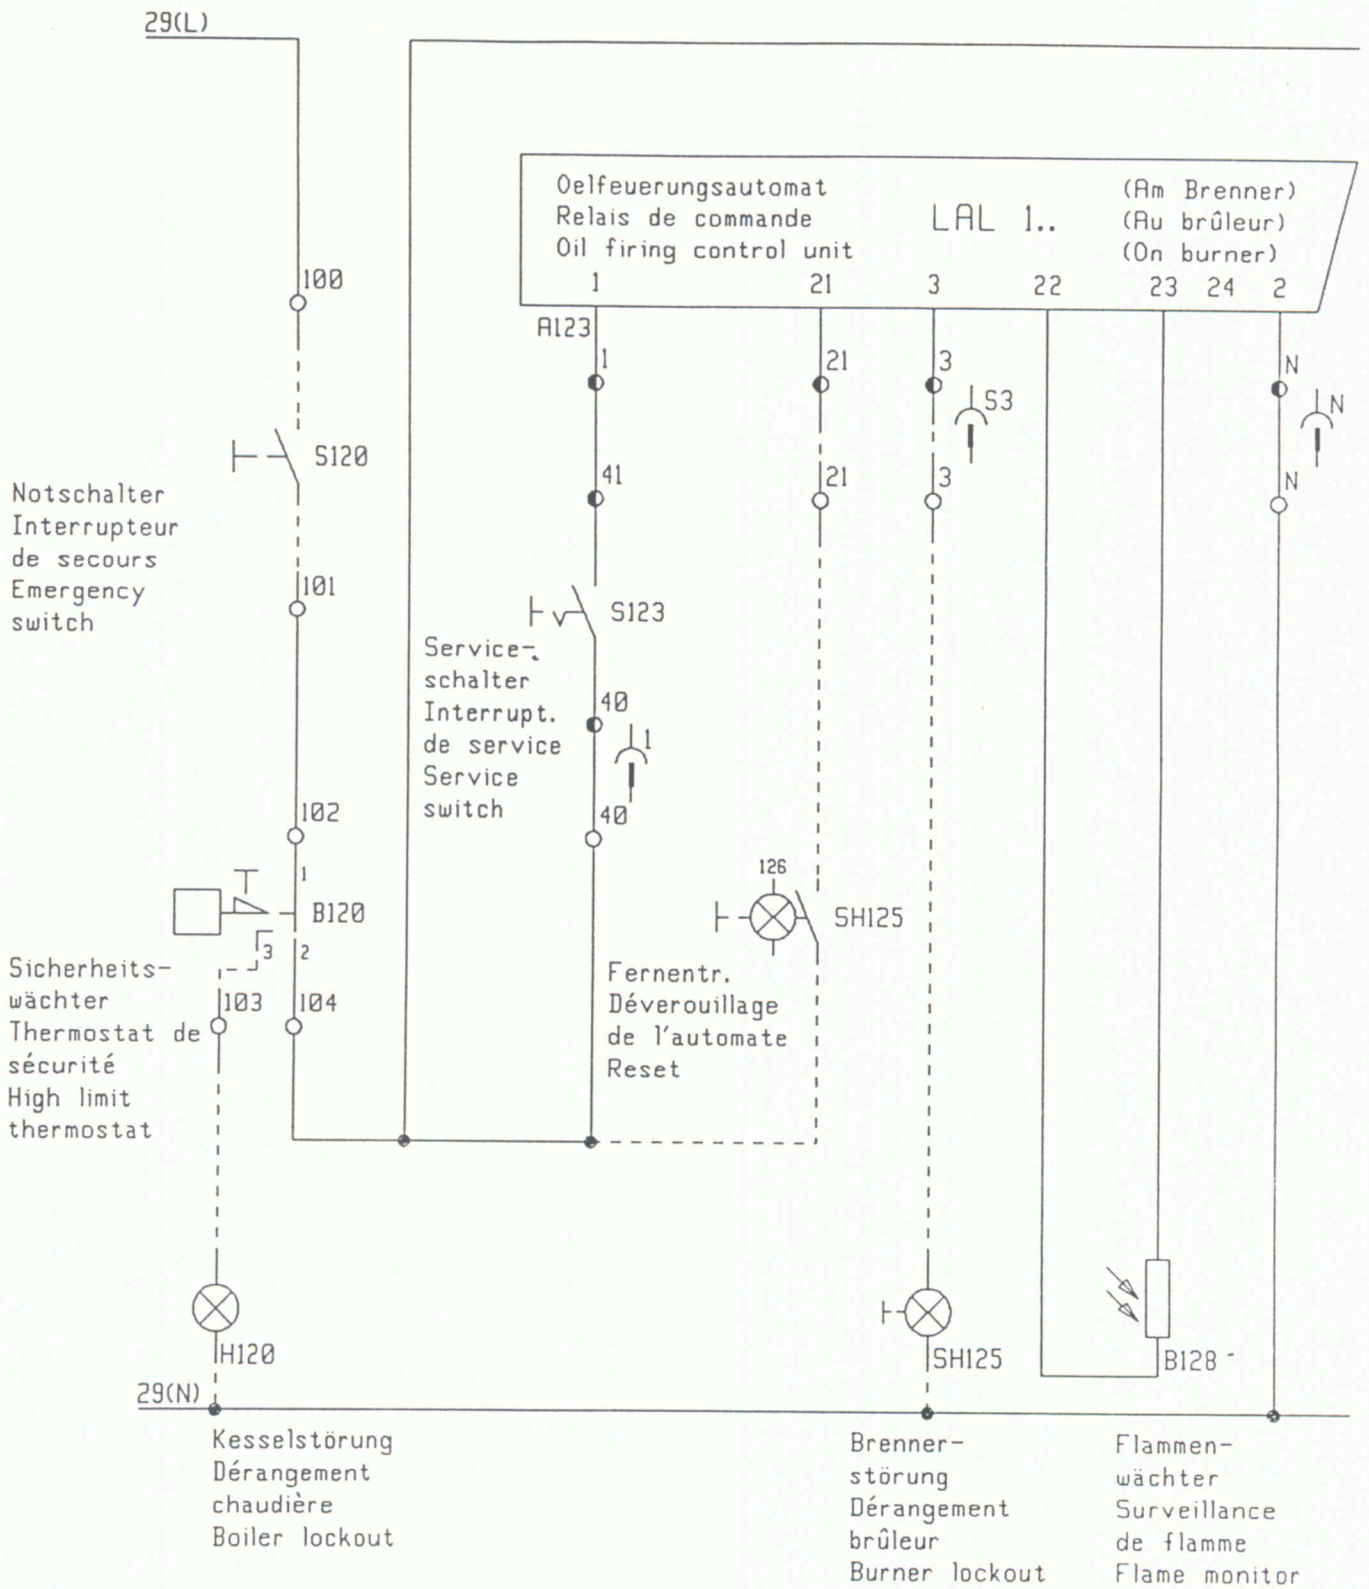 29(L)
Oelfeuerungsautomat
Relais de commande
Oil firing control unit
LAL 1..
(Am Brenner)
(Au brûleur)
(On burner)
1 21 3 22 23 24 2
A123
100
1
21
3
N
S3
N
S120
41
21
3
N
Notschalter
Interrupteur
de secours
Emergency
switch
101
S123
Service-
schalter
Interrupt.
de service
Service
switch
40
1
40
102
1
B120
3 2
126
SH125
Sicherheits-
wächter
Thermostat de
sécurité
High limit
thermostat
103
104
Fernentr.
Déverouillage
de l'automate
Reset
H120
SH125
B128
29(N)
Kesselstörung
Dérangement
chaudière
Boiler lockout
Brenner-
störung
Dérangement
brûleur
Burner lockout
Flammen-
wächter
Surveillance
de flamme
Flame monitor